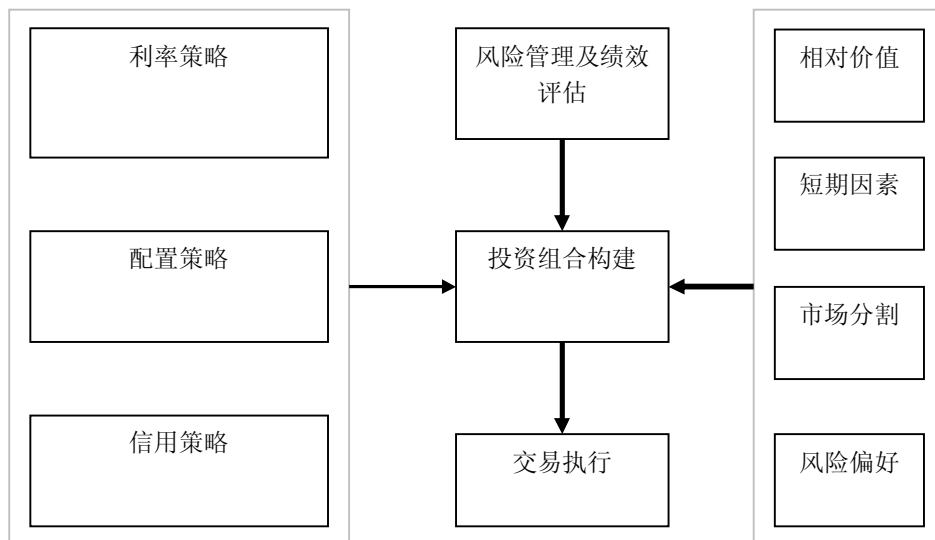 利率策略
配置策略
信用策略
风险管理及绩效
评估
投资组合构建
交易执行
相对价值
短期因素
市场分割
风险偏好